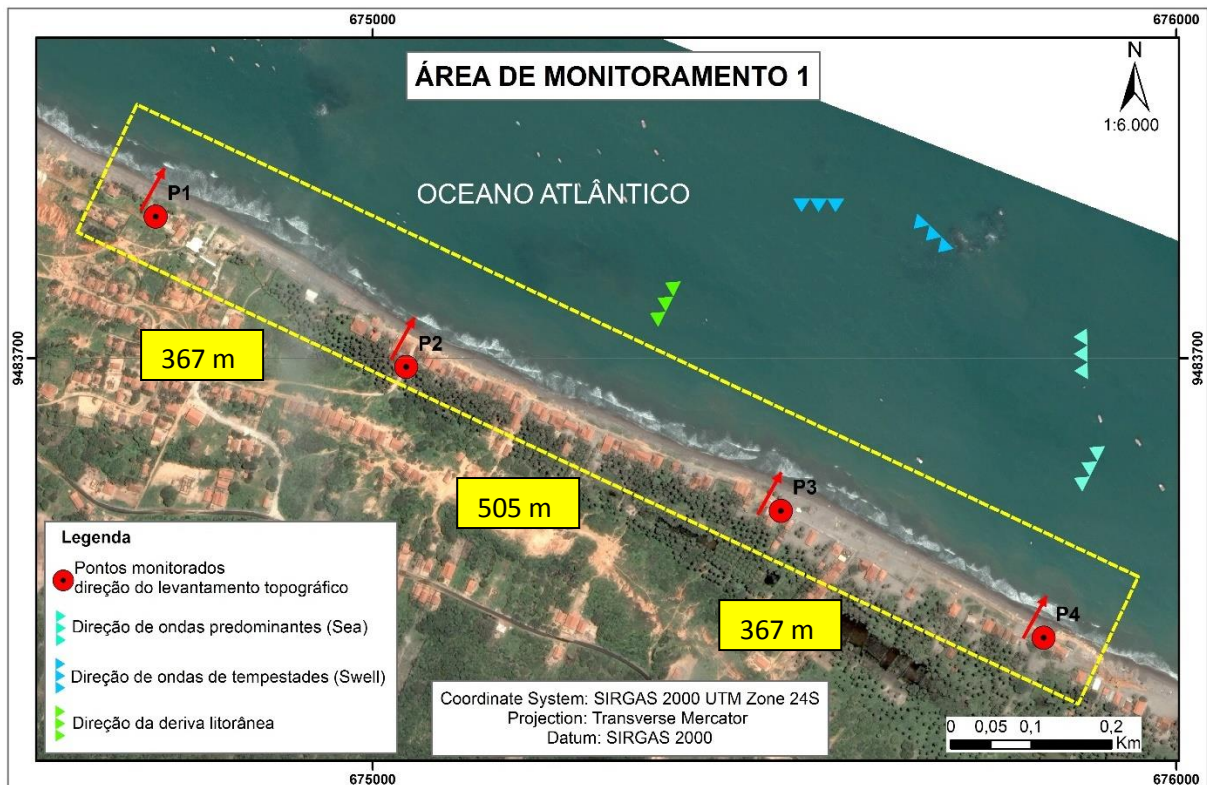 675000
676000
ÁREA DE MONITORAMENTO 1
N
1:6.000
OCEANO ATLÂNTICO
P1
P2
367 m
9483700
9483700
P3
505 m
P4
367 m
Legenda
Pontos monitorados
direção do levantamento topográfico
Direção de ondas predominantes (Sea)
Direção de ondas de tempestades (Swell)
Direção da deriva litorânea
Coordinate System: SIRGAS 2000 UTM Zone 24S
Projection: Transverse Mercator
Datum: SIRGAS 2000
0 0,05 0,1 0,2
Km
675000
676000